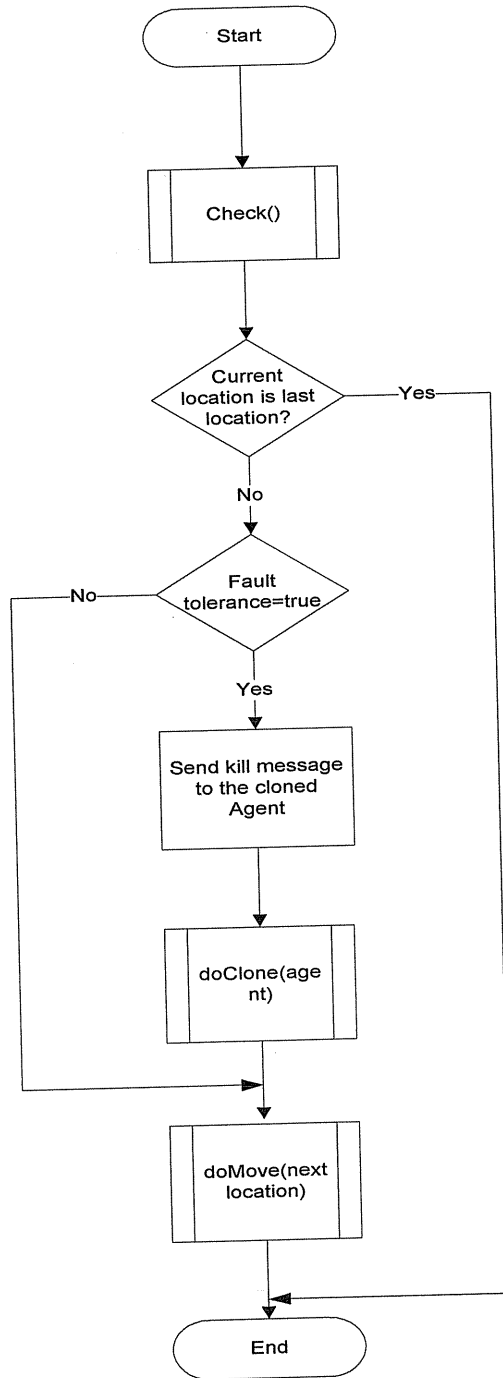 Start
Check()
Current
location is last
location?
Yes
No
Fault
tolerance=true
No
Yes
Send kill message
to the cloned
Agent
doClone(age
nt)
doMove(next
location)
End